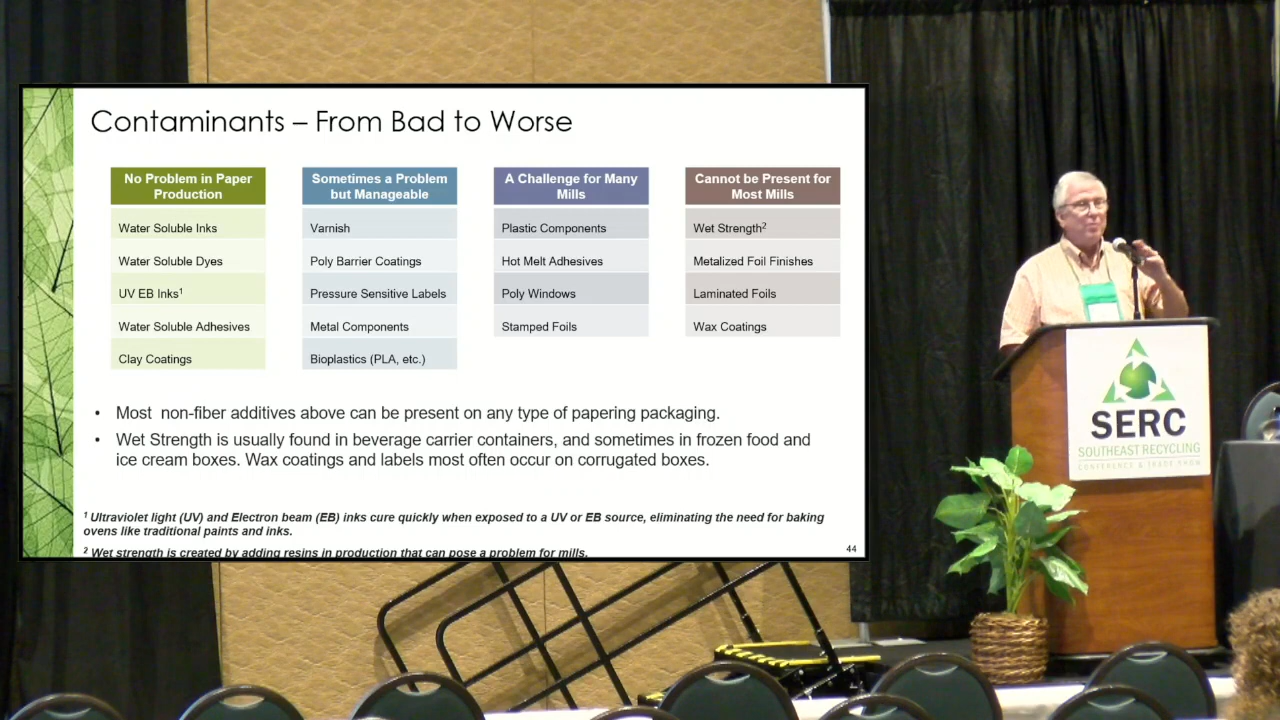 Contaminants – From Bad to Worse
No Problem in Paper
Production
Water Soluble Inks
Water Soluble Dyes
UV EB Inks¹
Water Soluble Adhesives
Clay Coatings
Sometimes a Problem
but Manageable
Varnish
Poly Barrier Coatings
Pressure Sensitive Labels
Metal Components
Bioplastics (PLA, etc.)
A Challenge for Many
Mills
Plastic Components
Hot Melt Adhesives
Poly Windows
Stamped Foils
Cannot be Present for
Most Mills
Wet Strength²
Metalized Foil Finishes
Laminated Foils
Wax Coatings
• Most non-fiber additives above can be present on any type of papering packaging.
• Wet Strength is usually found in beverage carrier containers, and sometimes in frozen food and
ice cream boxes. Wax coatings and labels most often occur on corrugated boxes.
¹ Ultraviolet light (UV) and Electron beam (EB) inks cure quickly when exposed to a UV or EB source, eliminating the need for baking
ovens like traditional paints and inks.
² Wet strength is created by adding resins in production that can pose a problem for mills.
44
SERC
SOUTHEAST RECYCLING
CONFERENCE & TRADE SHOW